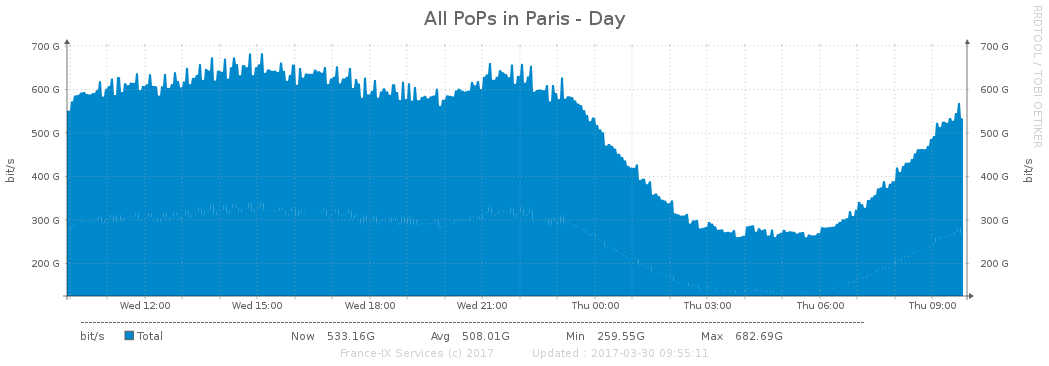 All PoPs in Paris - Day
RRDTOOL / TOBI OETIKER
700 G 700 G
600 G 600 G
500 G 500 G
400 G 400 G
300 G 300 G
200 G 200 G
bit/s bit/s
Wed 12:00 Wed 15:00 Wed 18:00 Wed 21:00 Thu 00:00 Thu 03:00 Thu 06:00 Thu 09:00
bit/s Total Now 533.16G Avg 508.01G Min 259.55G Max 682.69G
France-IX Services (c) 2017 Updated : 2017-03-30 09:55:11